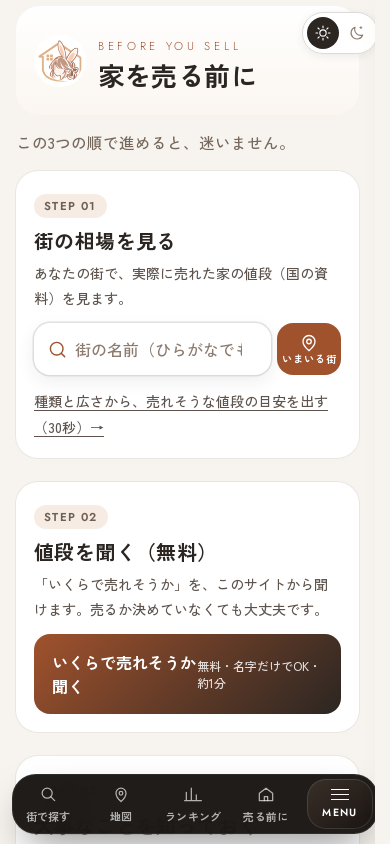 BEFORE YOU SELL
家を売る前に
この3つの順で進めると、迷いません。
STEP 01
街の相場を見る
あなたの街で、実際に売れた家の値段（国の資
料）を見ます。
街の名前（ひらがなでも
いまいる街
種類と広さから、売れそうな値段の目安を出す
（30秒）→
STEP 02
値段を聞く（無料）
「いくらで売れそうか」を、このサイトから聞
けます。売るか決めていなくても大丈夫です。
いくらで売れそうか
聞く
無料・名字だけでOK・
約1分
街で探す
地図
ランキング
売る前に
MENU